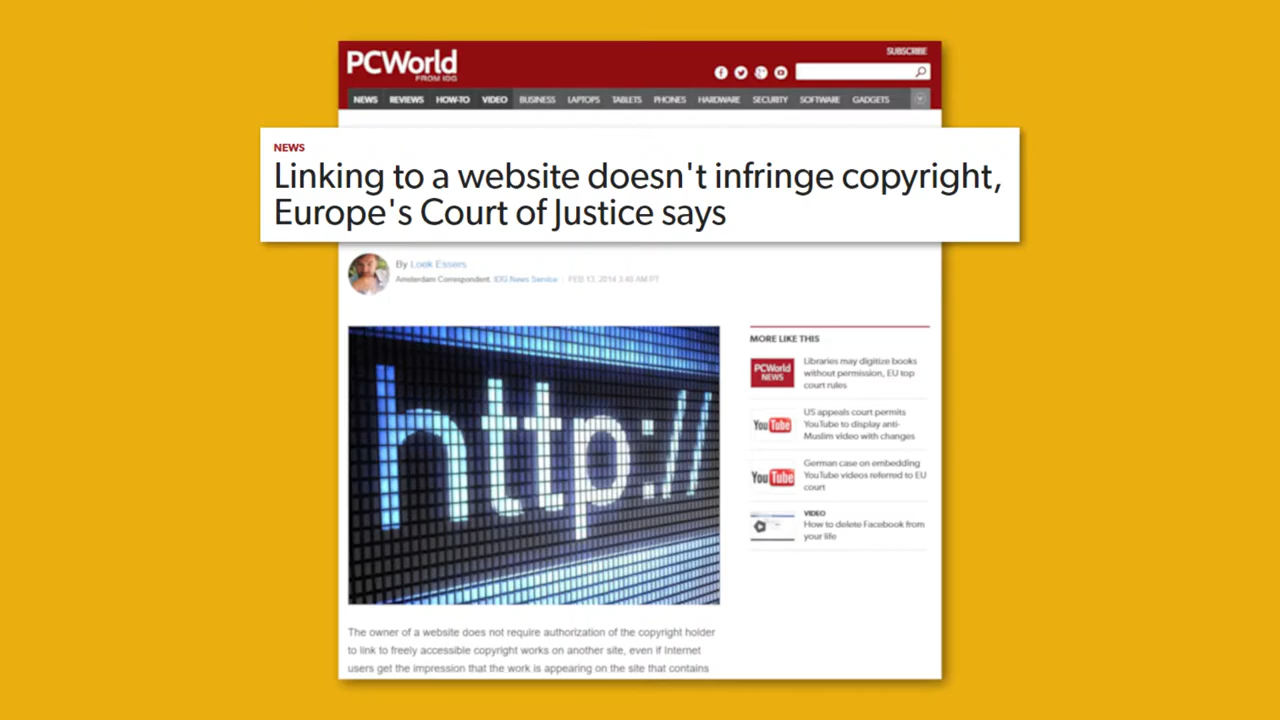 PCWorld
FROM IDG
SUBSCRIBE
NEWS REVIEWS HOW-TO VIDEO BUSINESS LAPTOPS TABLETS PHONES HARDWARE SECURITY SOFTWARE GADGETS
NEWS
Linking to a website doesn't infringe copyright,
Europe's Court of Justice says
By Loek Essers
Amsterdam Correspondent, IDG News Service | FEB 13, 2014 3:40 AM PT
http://
MORE LIKE THIS
PCWorld
NEWS
Libraries may digitize books
without permission, EU top
court rules
YouTube
US appeals court permits
YouTube to display anti-
Muslim video with changes
YouTube
German case on embedding
YouTube videos referred to EU
court
VIDEO
How to delete Facebook from
your life
The owner of a website does not require authorization of the copyright holder
to link to freely accessible copyright works on another site, even if Internet
users get the impression that the work is appearing on the site that contains